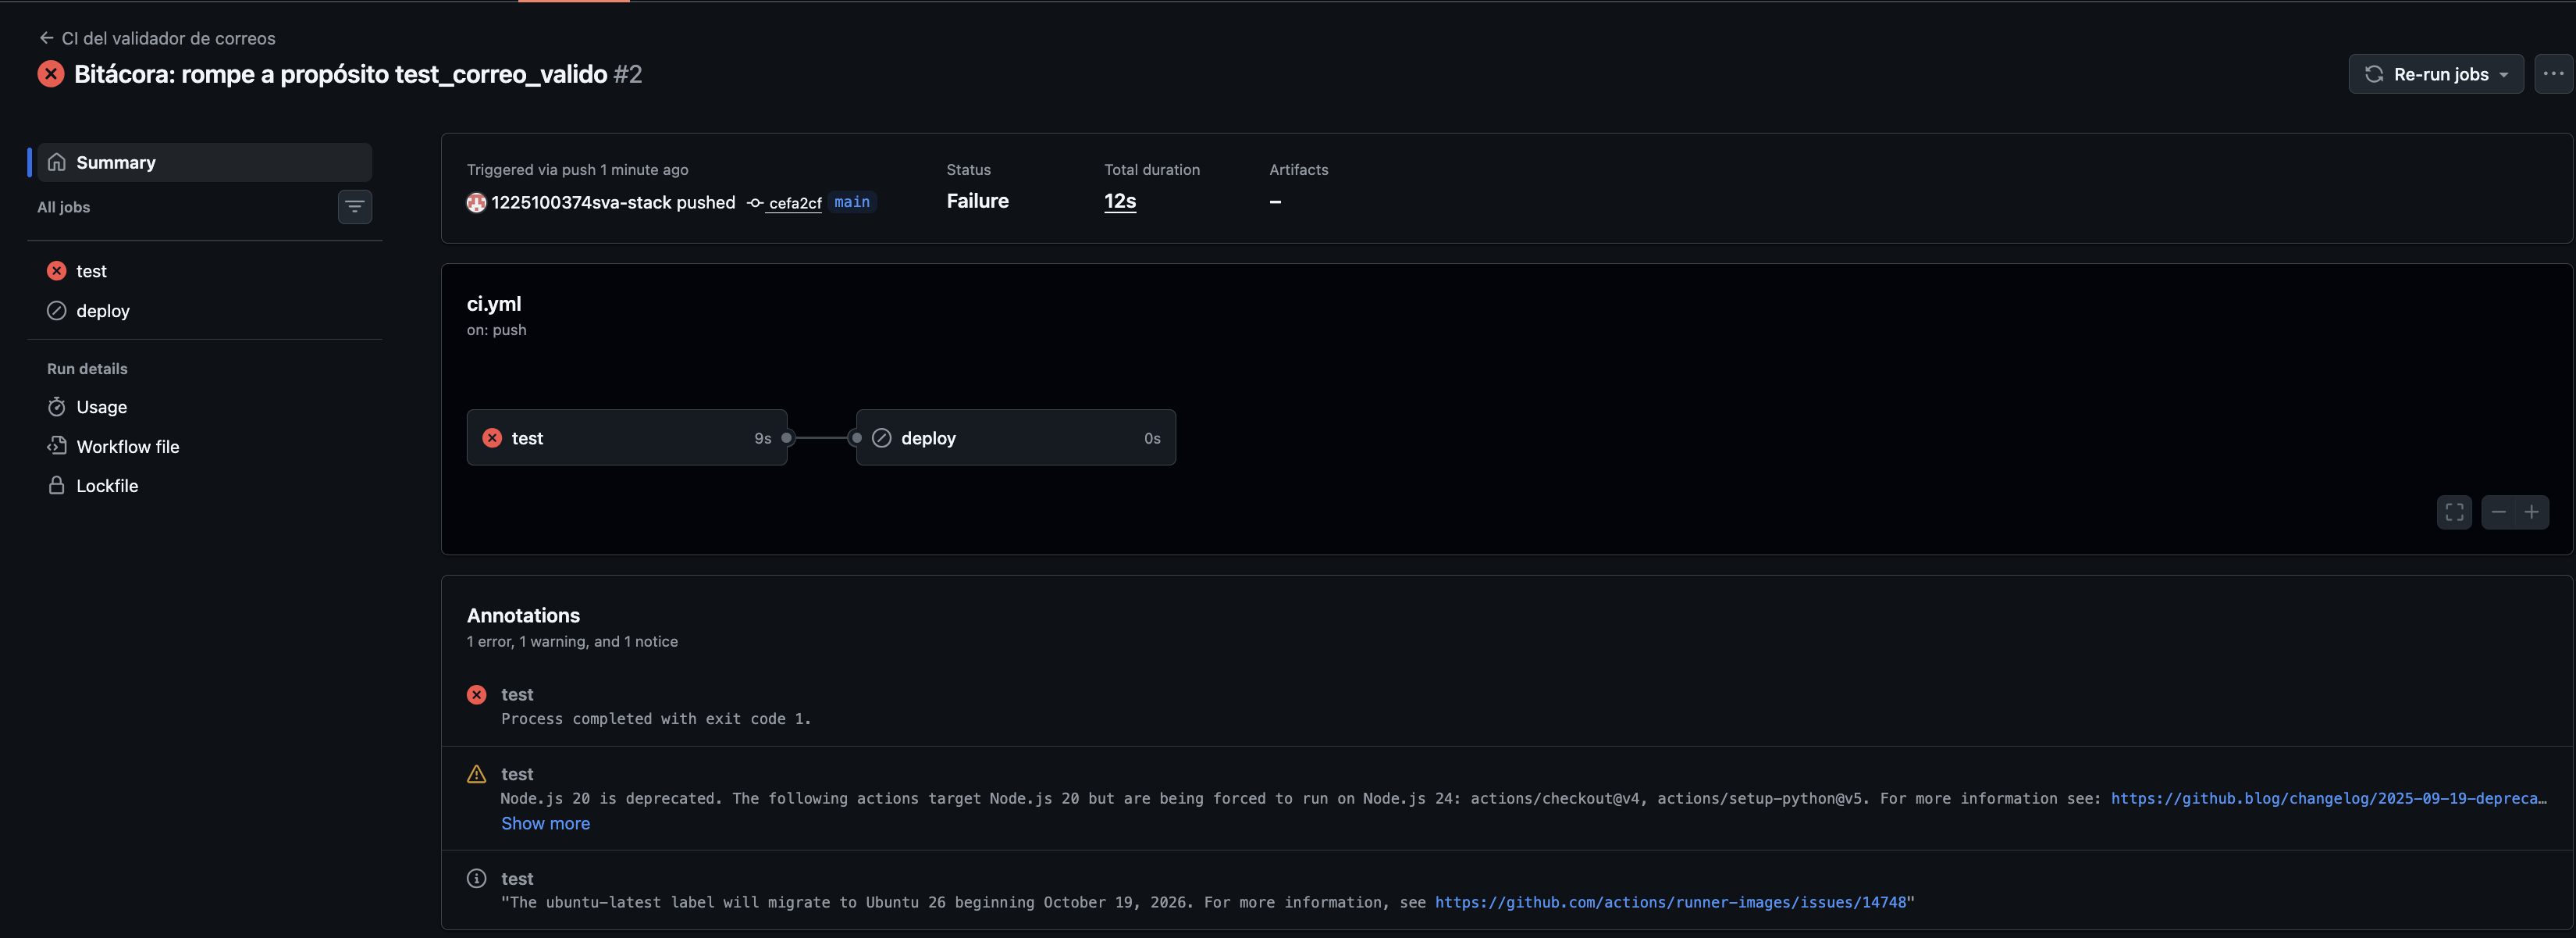 CI del validador de correos
Bitácora: rompe a propósito test_correo_valido #2
Re-run jobs
Summary
All jobs
test
deploy
Run details
Usage
Workflow file
Lockfile
Triggered via push 1 minute ago
1225100374sva-stack pushed cefa2cf main
Status
Failure
Total duration
12s
Artifacts
–
ci.yml
on: push
test 9s
deploy 0s
Annotations
1 error, 1 warning, and 1 notice
test
Process completed with exit code 1.
test
Node.js 20 is deprecated. The following actions target Node.js 20 but are being forced to run on Node.js 24: actions/checkout@v4, actions/setup-python@v5. For more information see: https://github.blog/changelog/2025-09-19-depreca…
Show more
test
"The ubuntu-latest label will migrate to Ubuntu 26 beginning October 19, 2026. For more information, see https://github.com/actions/runner-images/issues/14748"